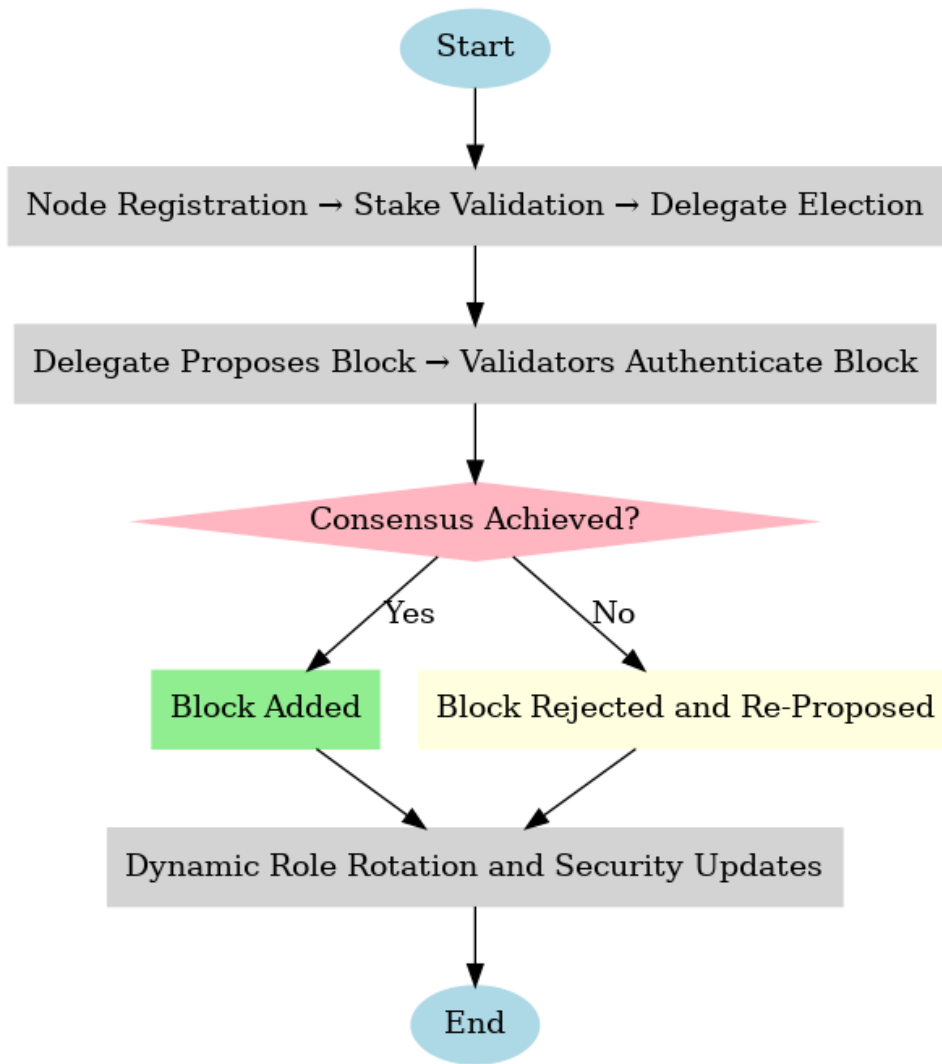 Start
Node Registration → Stake Validation → Delegate Election
Delegate Proposes Block → Validators Authenticate Block
Consensus Achieved?
Yes
No
Block Added
Block Rejected and Re-Proposed
Dynamic Role Rotation and Security Updates
End